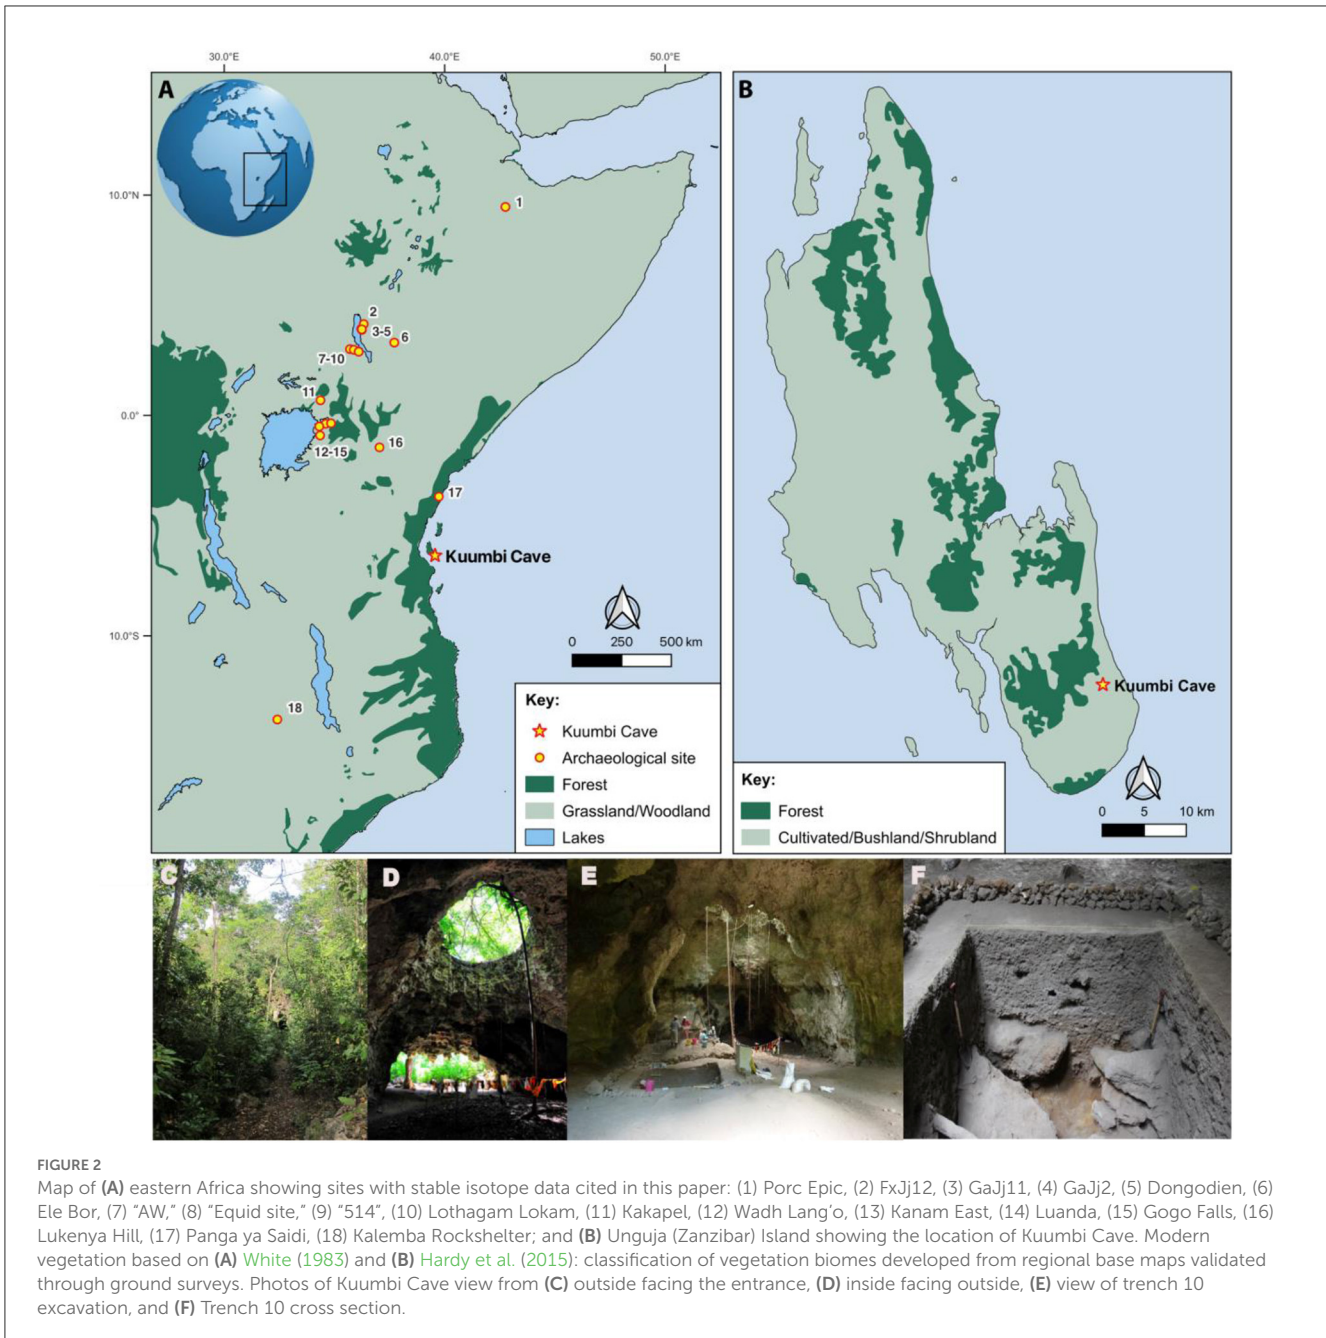 30.0°E 40.0°E 50.0°E
A
B
10.0°N
1
2
3-5
6
7-10
11
0.0°
12-15
16
17
Kuumbi Cave
10.0°S
0 250 500 km
18
Key:
Kuumbi Cave
Archaeological site
Forest
Grassland/Woodland
Lakes
Kuumbi Cave
Key:
Forest
Cultivated/Bushland/Shrubland
0 5 10 km
C
D
E
F
FIGURE 2
Map of (A) eastern Africa showing sites with stable isotope data cited in this paper: (1) Porc Epic, (2) FxJj12, (3) GaJj11, (4) GaJj2, (5) Dongodien, (6)
Ele Bor, (7) “AW,” (8) “Equid site,” (9) “514”, (10) Lothagam Lokam, (11) Kakapel, (12) Wadh Lang’o, (13) Kanam East, (14) Luanda, (15) Gogo Falls, (16)
Lukenya Hill, (17) Panga ya Saidi, (18) Kalemba Rockshelter; and (B) Unguja (Zanzibar) Island showing the location of Kuumbi Cave. Modern
vegetation based on (A) White (1983) and (B) Hardy et al. (2015): classification of vegetation biomes developed from regional base maps validated
through ground surveys. Photos of Kuumbi Cave view from (C) outside facing the entrance, (D) inside facing outside, (E) view of trench 10
excavation, and (F) Trench 10 cross section.